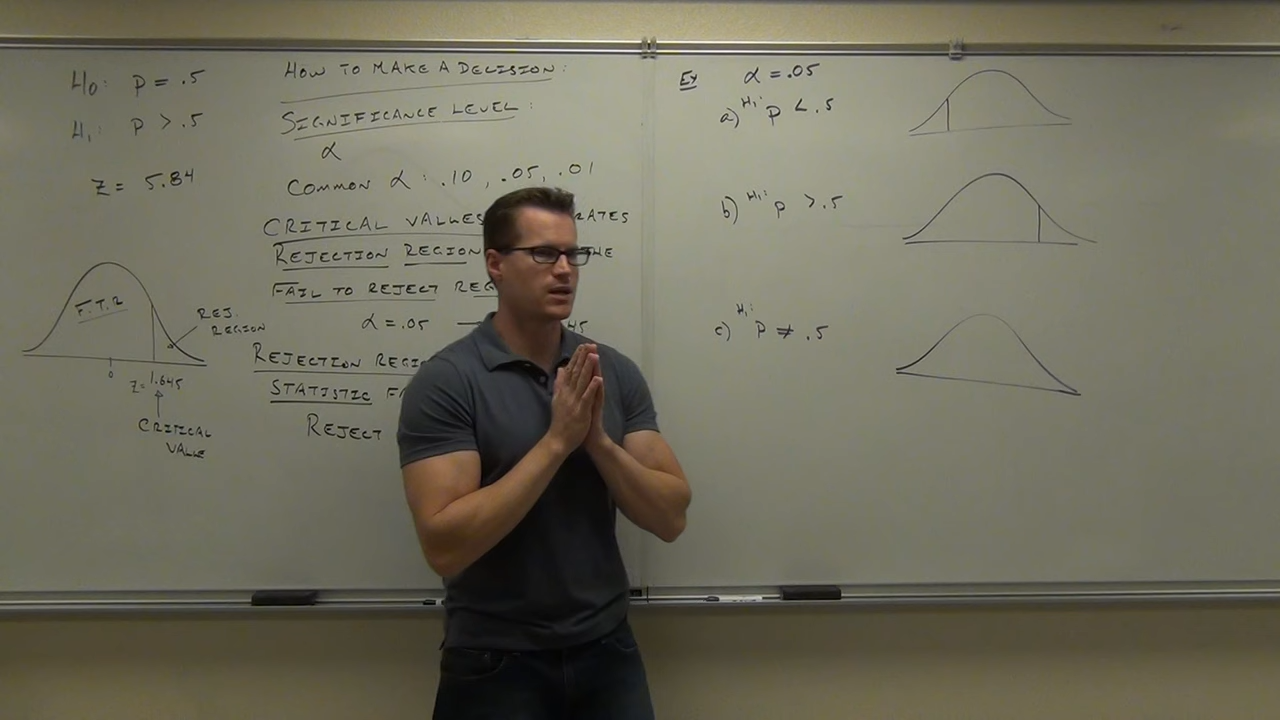 H₀: p = .5
H₁: p > .5
Z = 5.84
F.T.R
REJ.
REGION
0
Z= 1.645
CRITICAL
VALUE
HOW TO MAKE A DECISION:
SIGNIFICANCE LEVEL:
α
COMMON α: .10, .05, .01
CRITICAL VALUES
REJECTION REGION
FAIL TO REJECT
α = .05
REJECTION
STATISTIC
REJECT
Ex α = .05
a) H₁: p < .5
b) H₁: p > .5
c) H₁: p ≠ .5